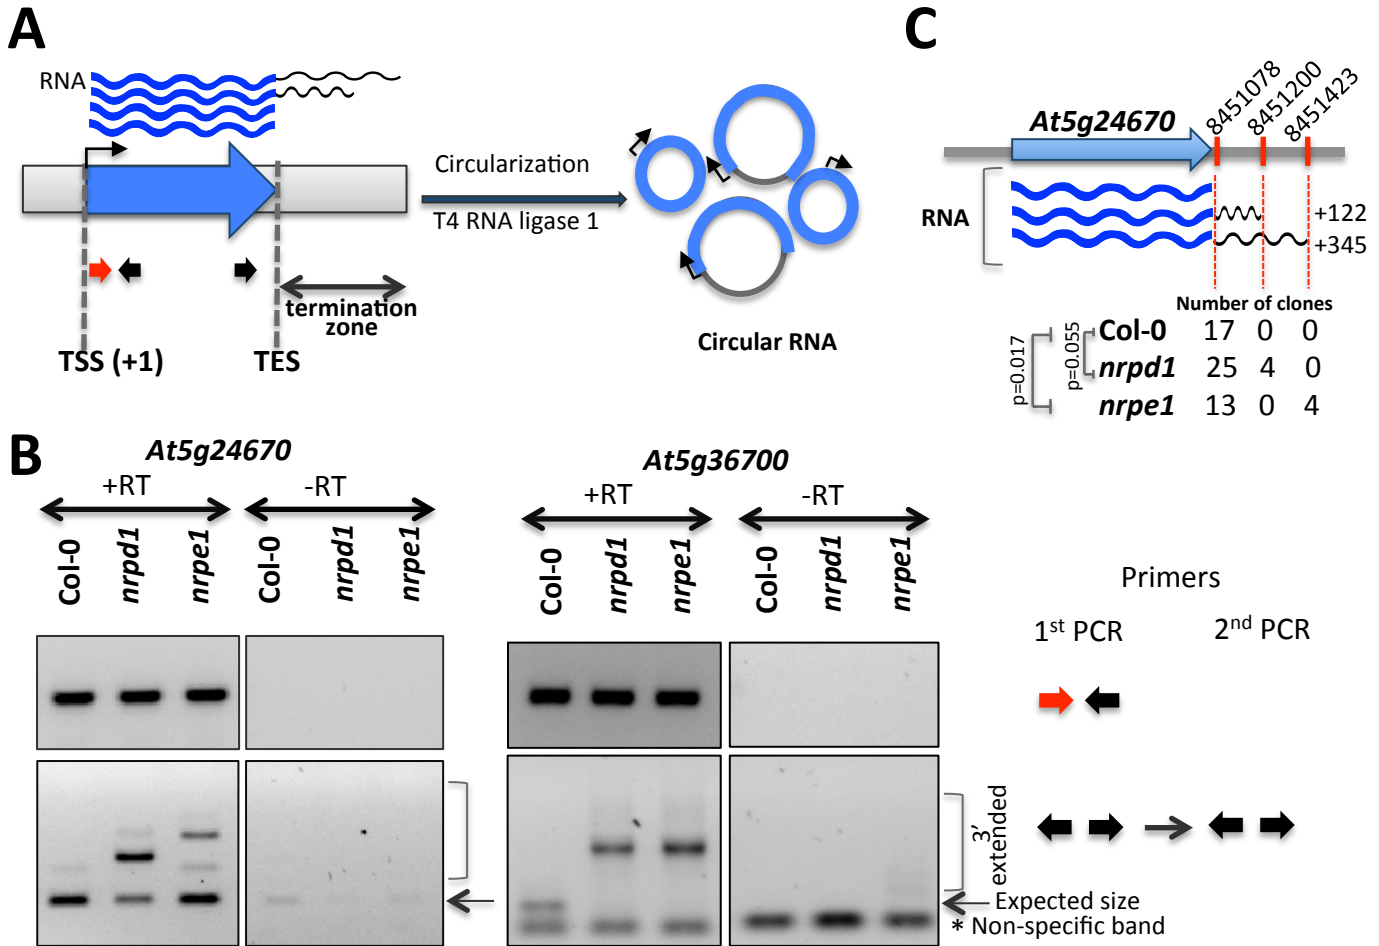 A
RNA
TSS (+1)
TES
termination
zone
Circularization
T4 RNA ligase 1
Circular RNA
C
At5g24670
8451078
8451200
8451423
RNA
+122
+345
Number of clones
Col-0 17 0 0
nrpd1 25 4 0
nrpe1 13 0 4
p=0.017
p=0.055
B
At5g24670
+RT -RT
Col-0 nrpd1 nrpe1 Col-0 nrpd1 nrpe1
At5g36700
+RT -RT
Col-0 nrpd1 nrpe1 Col-0 nrpd1 nrpe1
3'
extended
Expected size
* Non-specific band
Primers
1st PCR 2nd PCR